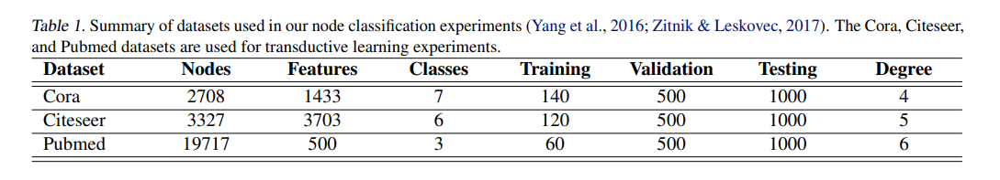 Table 1. Summary of datasets used in our node classification experiments (Yang et al., 2016; Zitnik & Leskovec, 2017). The Cora, Citeseer,
and Pubmed datasets are used for transductive learning experiments.
Dataset Nodes Features Classes Training Validation Testing Degree
Cora 2708 1433 7 140 500 1000 4
Citeseer 3327 3703 6 120 500 1000 5
Pubmed 19717 500 3 60 500 1000 6